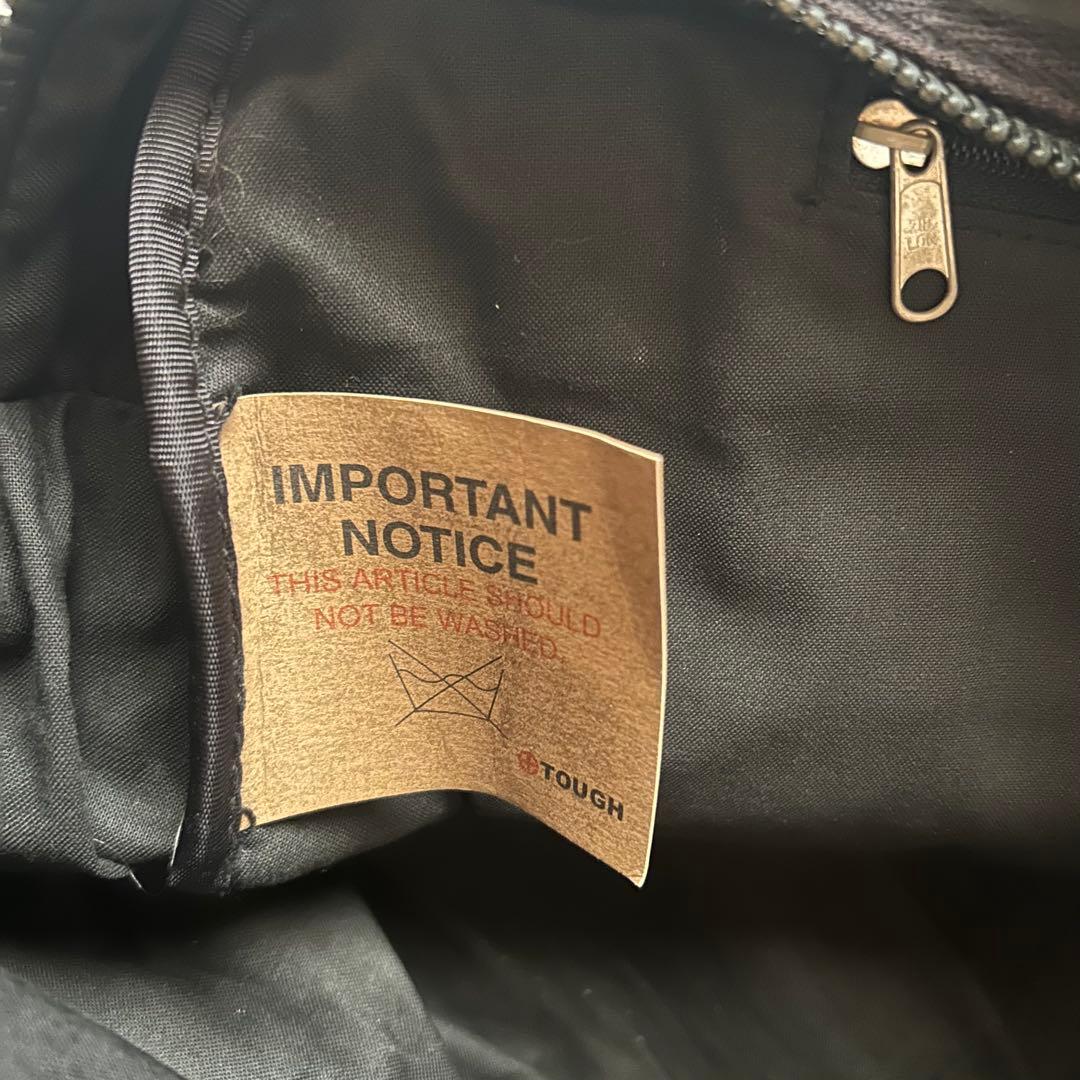 IMPORTANT
NOTICE
THIS ARTICLE SHOULD
NOT BE WASHED.
TOUGH